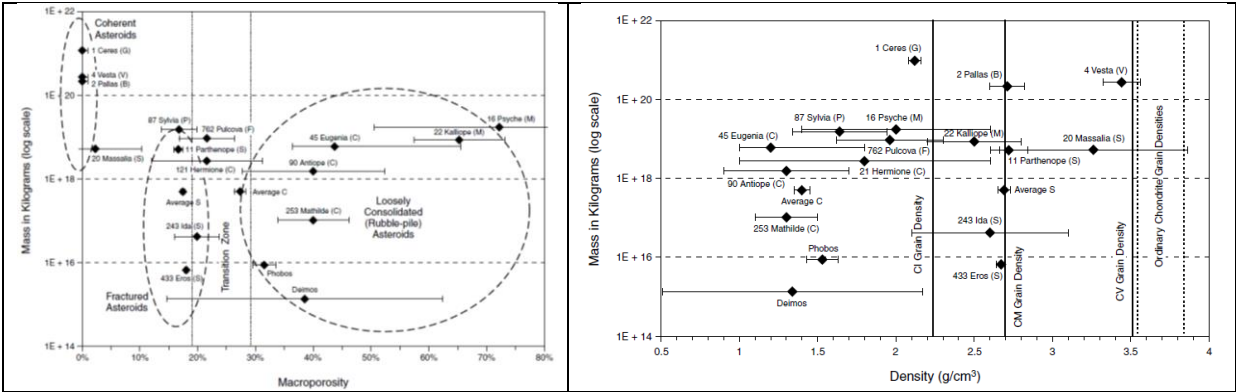 1E + 22
1E + 20
1E + 18
1E + 16
1E + 14
Mass in Kilograms (log scale)
Coherent
Asteroids
1 Ceres (G)
4 Vesta (V)
2 Pallas (B)
20 Massalia (S)
87 Sylvia (P)
762 Pulcova (F)
11 Parthenope (S)
121 Hermione (C)
Average S
243 Ida (S)
433 Eros (S)
Fractured
Asteroids
Transition Zone
16 Psyche (M)
22 Kalliope (M)
45 Eugenia (C)
90 Antiope (C)
Average C
253 Mathilde (C)
Loosely
Consolidated
(Rubble-pile)
Asteroids
Phobos
Deimos
0%
10%
20%
30%
40%
50%
60%
70%
80%
Macroporosity
1E + 22
1E + 20
1E + 18
1E + 16
1E + 14
Mass in Kilograms (log scale)
1 Ceres (G)
2 Pallas (B)
4 Vesta (V)
87 Sylvia (P)
16 Psyche (M)
45 Eugenia (C)
22 Kalliope (M)
20 Massalia (S)
762 Pulcova (F)
11 Parthenope (S)
21 Hermione (C)
90 Antiope (C)
Average C
Average S
253 Mathilde (C)
243 Ida (S)
Phobos
433 Eros (S)
Deimos
CI Grain Density
CM Grain Density
CV Grain Density
Ordinary Chondrite Grain Densities
0.5
1
1.5
2
2.5
3
3.5
4
Density (g/cm³)